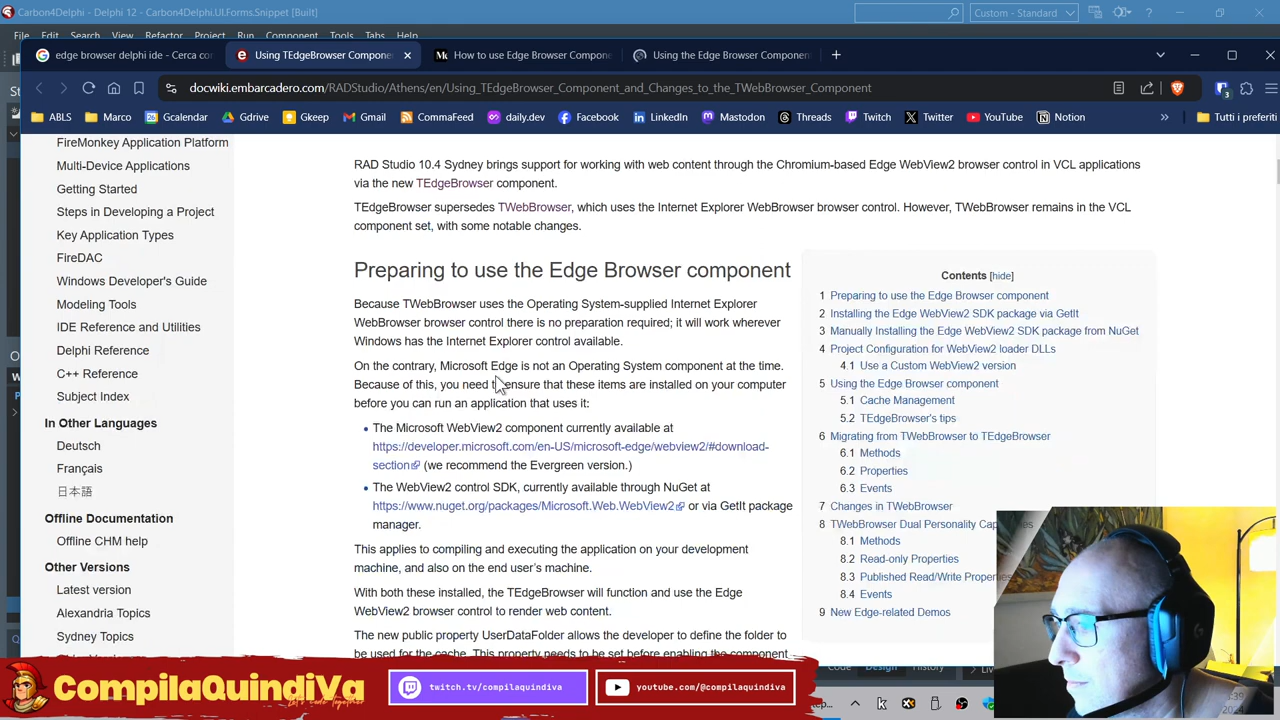 Carbon4Delphi - Delphi 12 - Carbon4Delphi.UI.Forms.Snippet [Built]
Custom - Standard
File Edit Search View Refactor Project Run Component Tools Tabs Help
edge browser delphi ide - Cerca co
Using TEdgeBrowser Compone
How to use Edge Browser Compone
Using the Edge Browser Componen
docwiki.embarcadero.com/RADStudio/Athens/en/Using_TEdgeBrowser_Component_and_Changes_to_the_TWebBrowser_Component
ABLS Marco Gcalendar Gdrive Gkeep Gmail CommaFeed daily.dev Facebook LinkedIn Mastodon Threads Twitch Twitter YouTube Notion » Tutti i preferiti
FireMonkey Application Platform
Multi-Device Applications
Getting Started
Steps in Developing a Project
Key Application Types
FireDAC
Windows Developer's Guide
Modeling Tools
IDE Reference and Utilities
Delphi Reference
C++ Reference
Subject Index
In Other Languages
Deutsch
Français
日本語
Offline Documentation
Offline CHM help
Other Versions
Latest version
Alexandria Topics
Sydney Topics
RAD Studio 10.4 Sydney brings support for working with web content through the Chromium-based Edge WebView2 browser control in VCL applications
via the new TEdgeBrowser component.
TEdgeBrowser supersedes TWebBrowser, which uses the Internet Explorer WebBrowser browser control. However, TWebBrowser remains in the VCL
component set, with some notable changes.
Preparing to use the Edge Browser component
Because TWebBrowser uses the Operating System-supplied Internet Explorer
WebBrowser browser control there is no preparation required; it will work wherever
Windows has the Internet Explorer control available.
On the contrary, Microsoft Edge is not an Operating System component at the time.
Because of this, you need to ensure that these items are installed on your computer
before you can run an application that uses it:
The Microsoft WebView2 component currently available at
https://developer.microsoft.com/en-US/microsoft-edge/webview2/#download-
section (we recommend the Evergreen version.)
The WebView2 control SDK, currently available through NuGet at
https://www.nuget.org/packages/Microsoft.Web.WebView2 or via GetIt package
manager.
This applies to compiling and executing the application on your development
machine, and also on the end user's machine.
With both these installed, the TEdgeBrowser will function and use the Edge
WebView2 browser control to render web content.
The new public property UserDataFolder allows the developer to define the folder to
be used for the cache. This property needs to be set before enabling the component
Contents [hide]
1 Preparing to use the Edge Browser component
2 Installing the Edge WebView2 SDK package via GetIt
3 Manually Installing the Edge WebView2 SDK package from NuGet
4 Project Configuration for WebView2 loader DLLs
4.1 Use a Custom WebView2 version
5 Using the Edge Browser component
5.1 Cache Management
5.2 TEdgeBrowser's tips
6 Migrating from TWebBrowser to TEdgeBrowser
6.1 Methods
6.2 Properties
6.3 Events
7 Changes in TWebBrowser
8 TWebBrowser Dual Personality Cap
8.1 Methods
8.2 Read-only Properties
8.3 Published Read/Write Propertie
8.4 Events
9 New Edge-related Demos
Code Design History
CompilaQuindiVa
Let's code together
twitch.tv/compilaquindiva
youtube.com/@compilaquindiva